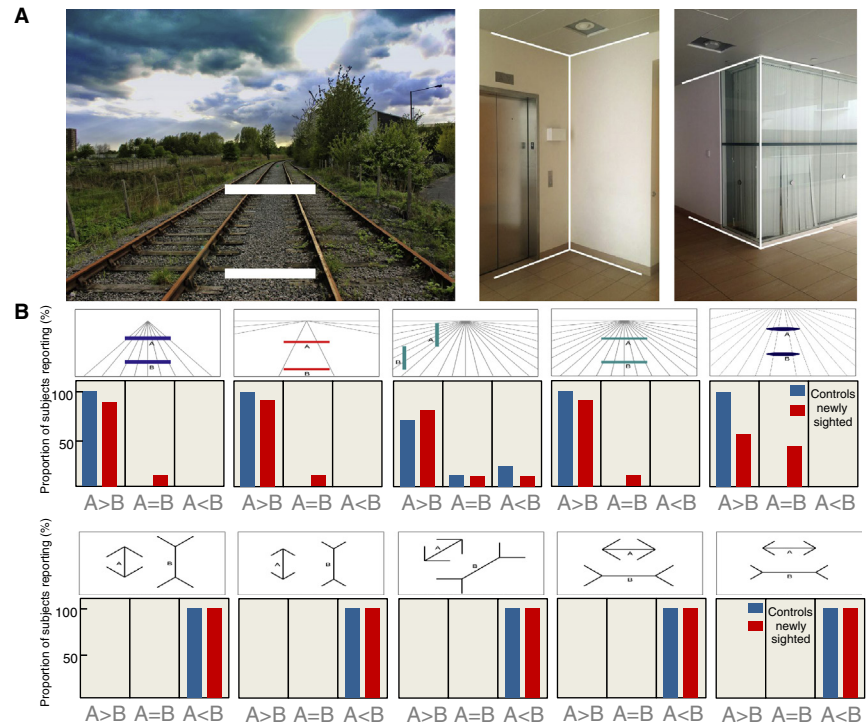 A
B
Proportion of subjects reporting (%)
100
50
A
B
A
B
A
B
A
B
A
B
Controls
newly
sighted
A>B A=B A<B
A>B A=B A<B
A>B A=B A<B
A>B A=B A<B
A>B A=B A<B
Proportion of subjects reporting (%)
100
50
A
B
A
B
A
B
A
B
A
B
Controls
newly
sighted
A>B A=B A<B
A>B A=B A<B
A>B A=B A<B
A>B A=B A<B
A>B A=B A<B